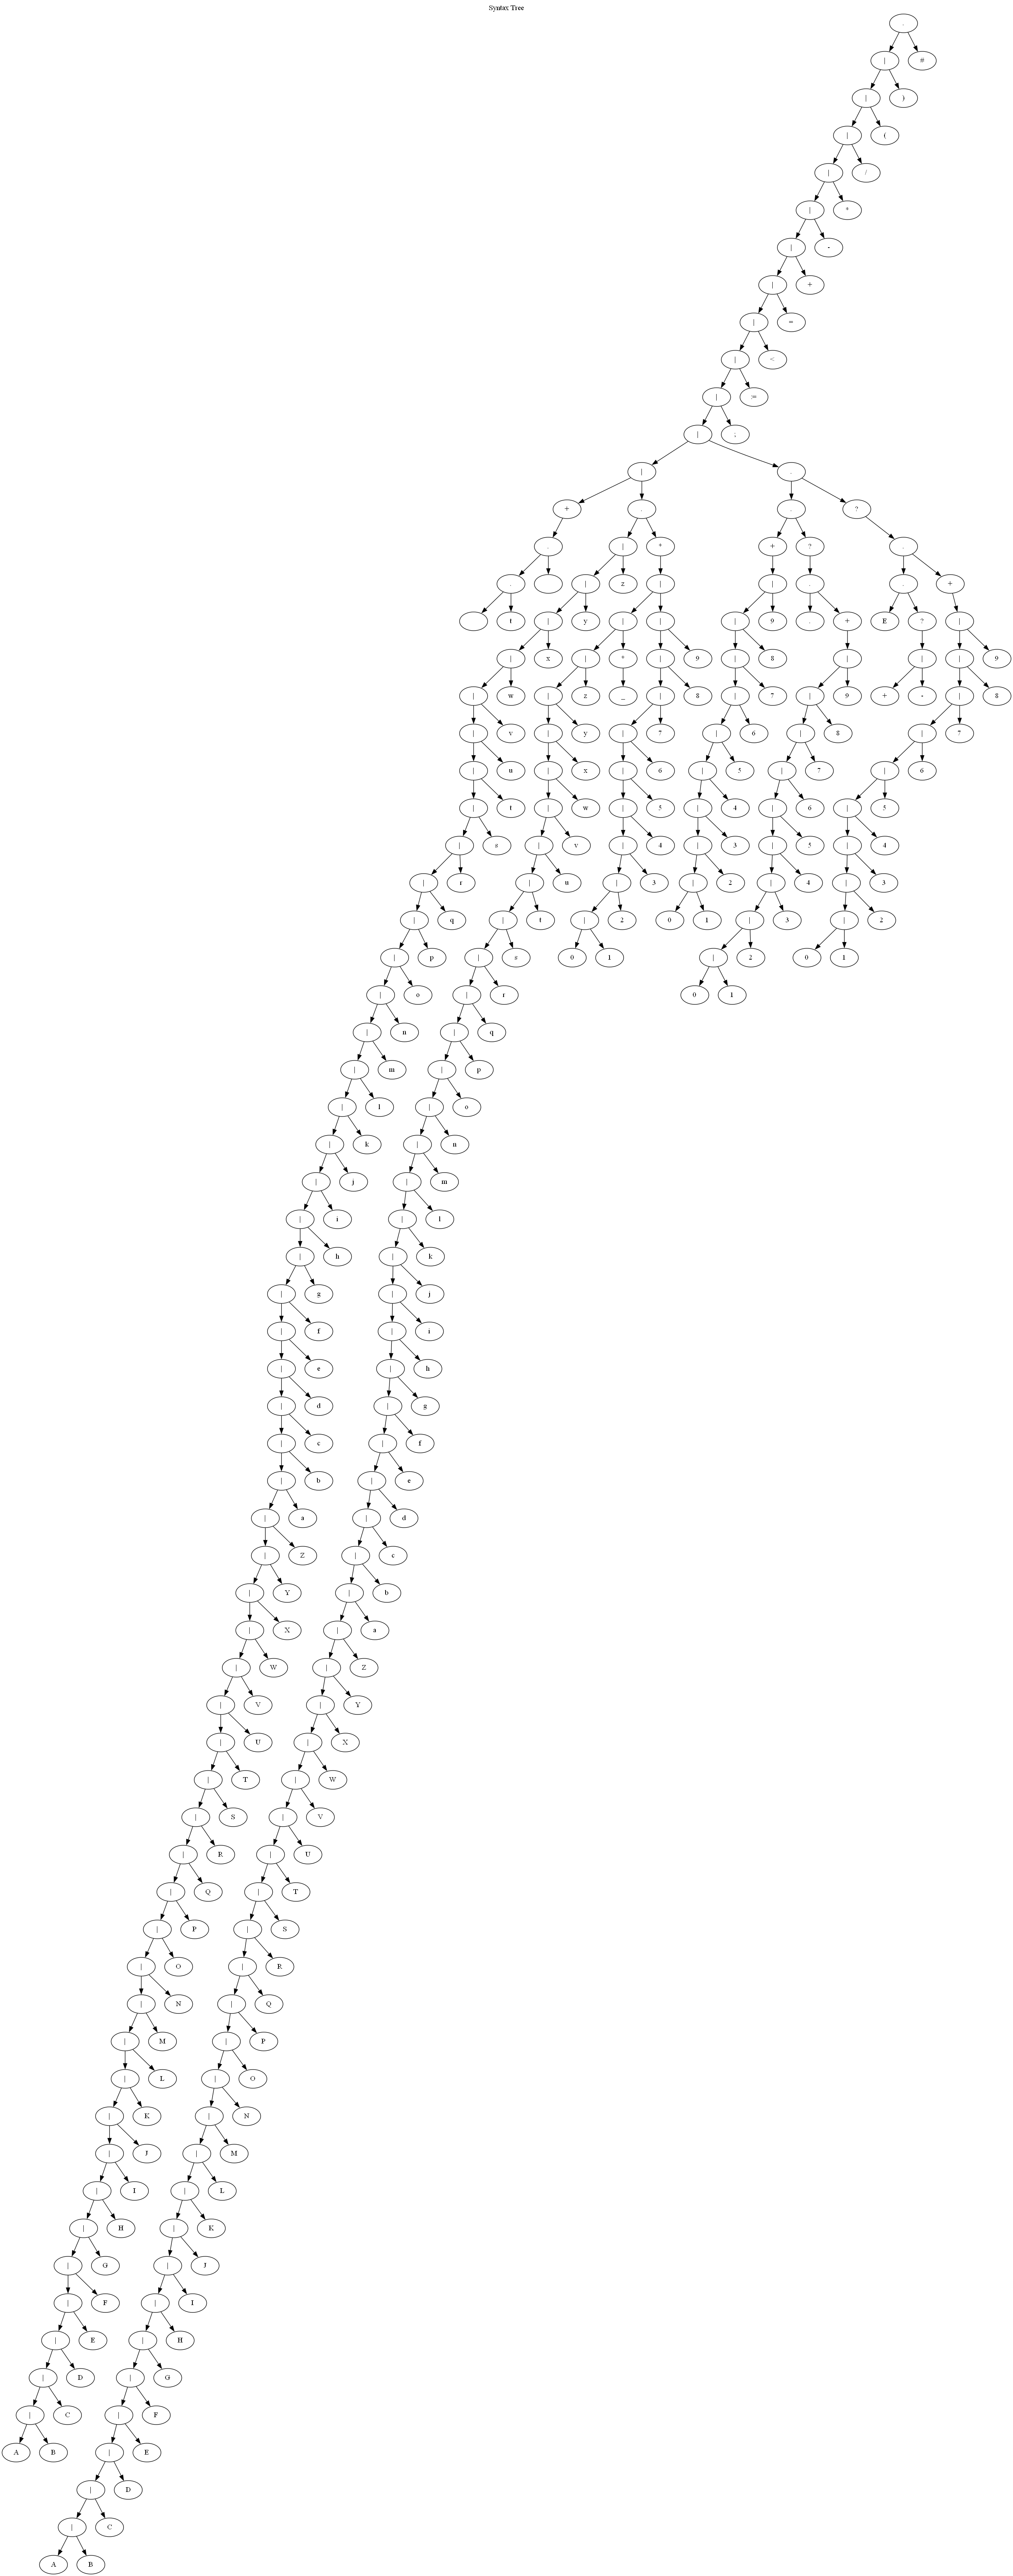 Syntax Tree
.
| #
| )
| (
| /
| *
| -
| +
| =
| <
|
| ;
|
| .
+ . . ?
. | * + ? .
. | z | | . . +
t | y | | | 9 . + E ? |
| x | * | 9 | 8 | | | 9
| w | z _ | 8 | 7 | 9 + - | 8
| v | y | 7 | 6 | 8 | 7
| u | x | 6 | 5 | 7 | 6
| t | w | 5 | 4 | 6 | 5
| s | v | 4 | 3 | 5 | 4
| r | u | 3 | 2 | 4 | 3
| q | t | 2 0 1 | 3 | 2
| p | s 0 1 | 2 0 1
| o | r 0 1
| n | q
| m | p
| l | o
| k | n
| j | m
| i | l
| h | k
| g | j
| f | i
| e | h
| d | g
| c | f
| b | e
| a | d
| Z | c
| Y | b
| X | a
| W | Z
| V | Y
| U | X
| T | W
| S | V
| R | U
| Q | T
| P | S
| O | R
| N | Q
| M | P
| L | O
| K | N
| J | M
| I | L
| H | K
| G | J
| F | I
| E | H
| D | G
| C | F
A B | E
| D
| C
A B